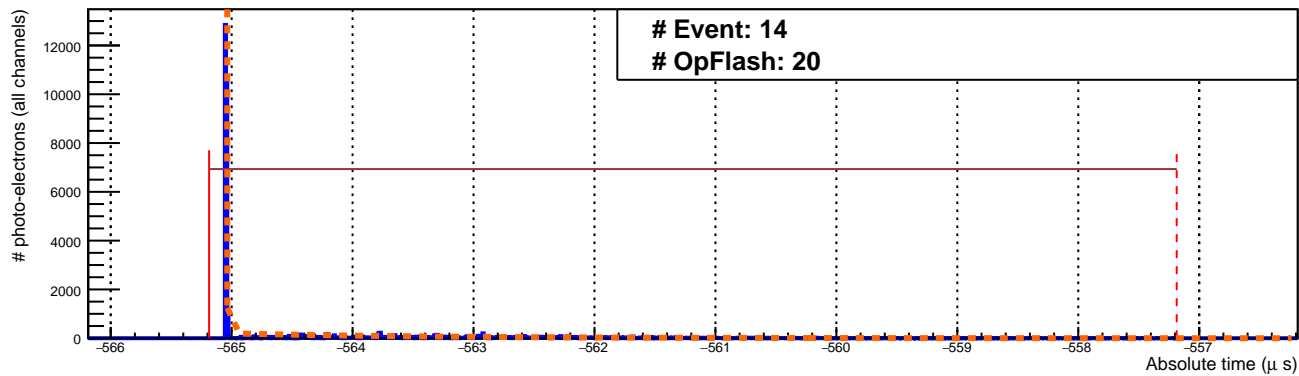 # Event: 14
# OpFlash: 20
# photo-electrons (all channels)
12000
10000
8000
6000
4000
2000
0
−566 −565 −564 −563 −562 −561 −560 −559 −558 −557
Absolute time (μ s)